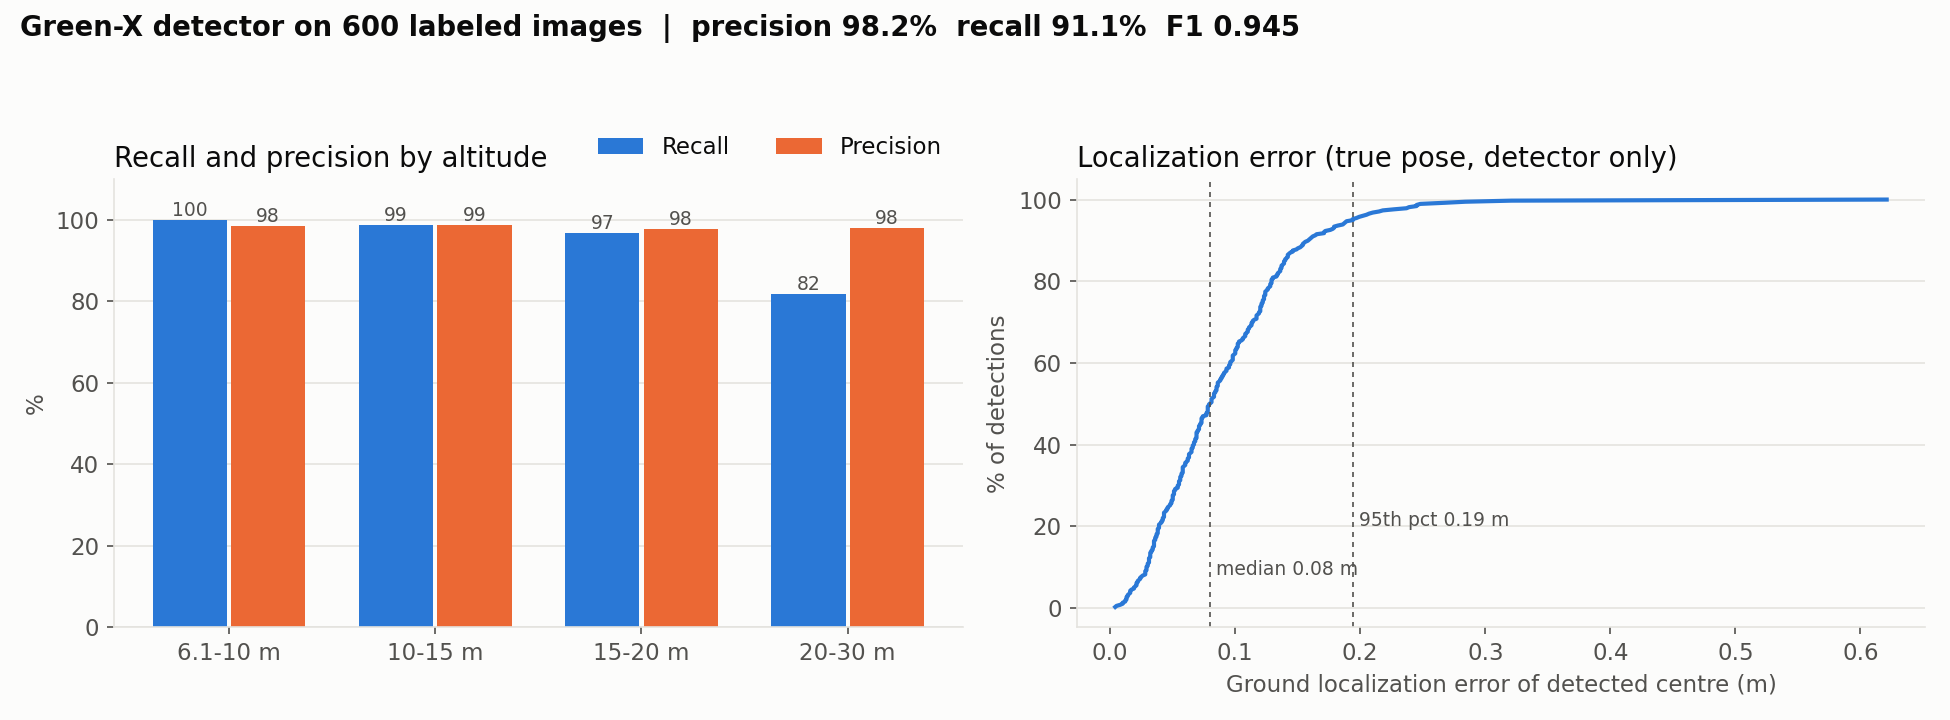 Green-X detector on 600 labeled images | precision 98.2% recall 91.1% F1 0.945
Recall and precision by altitude
Recall
Precision
100
98
99
99
97
98
82
98
100
80
60
40
20
0
%
6.1-10 m
10-15 m
15-20 m
20-30 m
Localization error (true pose, detector only)
100
80
60
40
20
0
% of detections
95th pct 0.19 m
median 0.08 m
0.0
0.1
0.2
0.3
0.4
0.5
0.6
Ground localization error of detected centre (m)